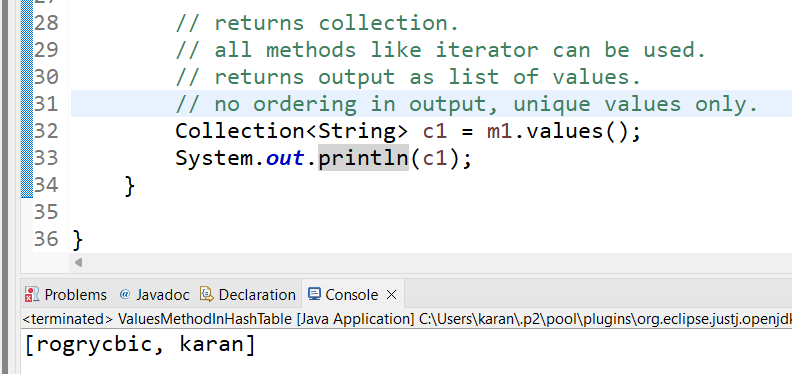 28 // returns collection.
29 // all methods like iterator can be used.
30 // returns output as list of values.
31 // no ordering in output, unique values only.
32 Collection<String> c1 = m1.values();
33 System.out.println(c1);
34 }
35
36 }
Problems @ Javadoc Declaration Console
<terminated> ValuesMethodInHashTable [Java Application] C:\Users\karan\.p2\pool\plugins\org.eclipse.justj.openjdk
[rogrycbic, karan]